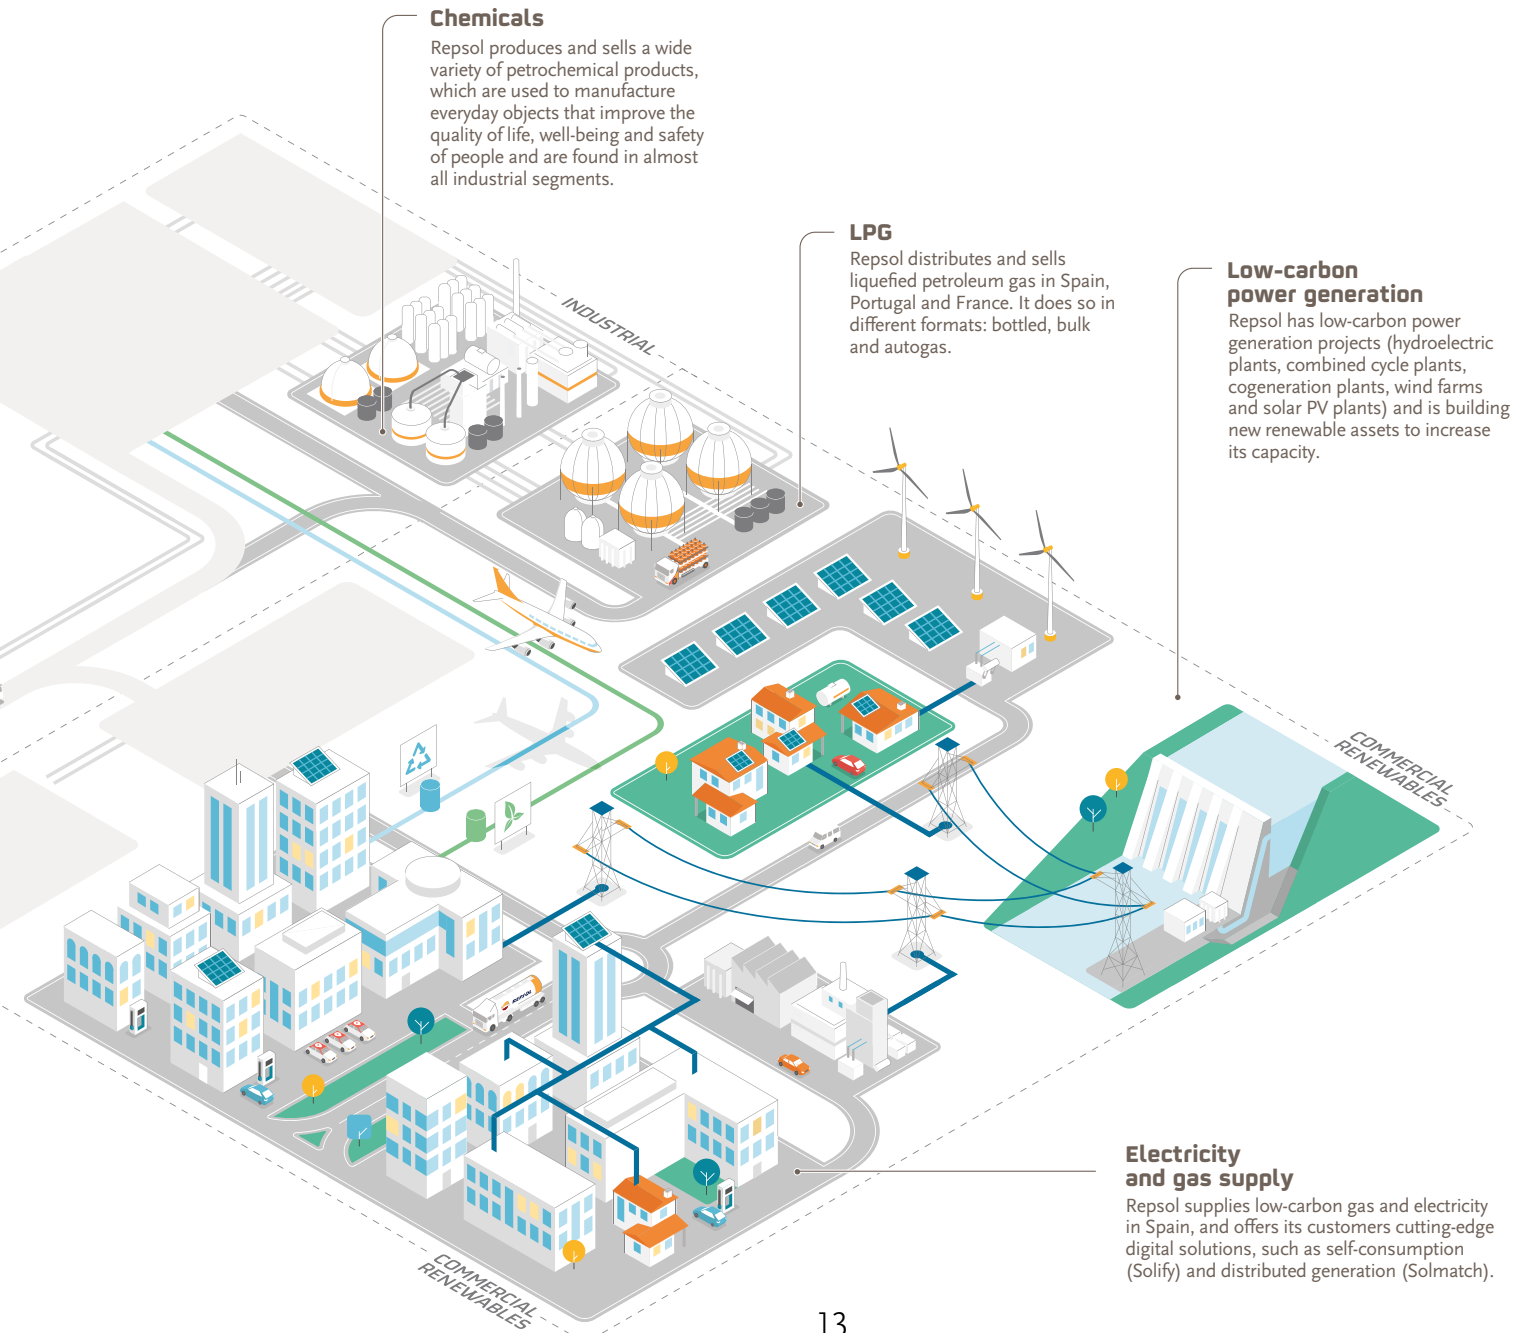 Chemicals
Repsol produces and sells a wide
variety of petrochemical products,
which are used to manufacture
everyday objects that improve the
quality of life, well-being and safety
of people and are found in almost
all industrial segments.
LPG
Repsol distributes and sells
liquefied petroleum gas in Spain,
Portugal and France. It does so in
different formats: bottled, bulk
and autogas.
Low-carbon
power generation
Repsol has low-carbon power
generation projects (hydroelectric
plants, combined cycle plants,
cogeneration plants, wind farms
and solar PV plants) and is building
new renewable assets to increase
its capacity.
INDUSTRIAL
COMMERCIAL
RENEWABLES
REPSOL
Electricity
and gas supply
Repsol supplies low-carbon gas and electricity
in Spain, and offers its customers cutting-edge
digital solutions, such as self-consumption
(Solify) and distributed generation (Solmatch).
COMMERCIAL
RENEWABLES
13